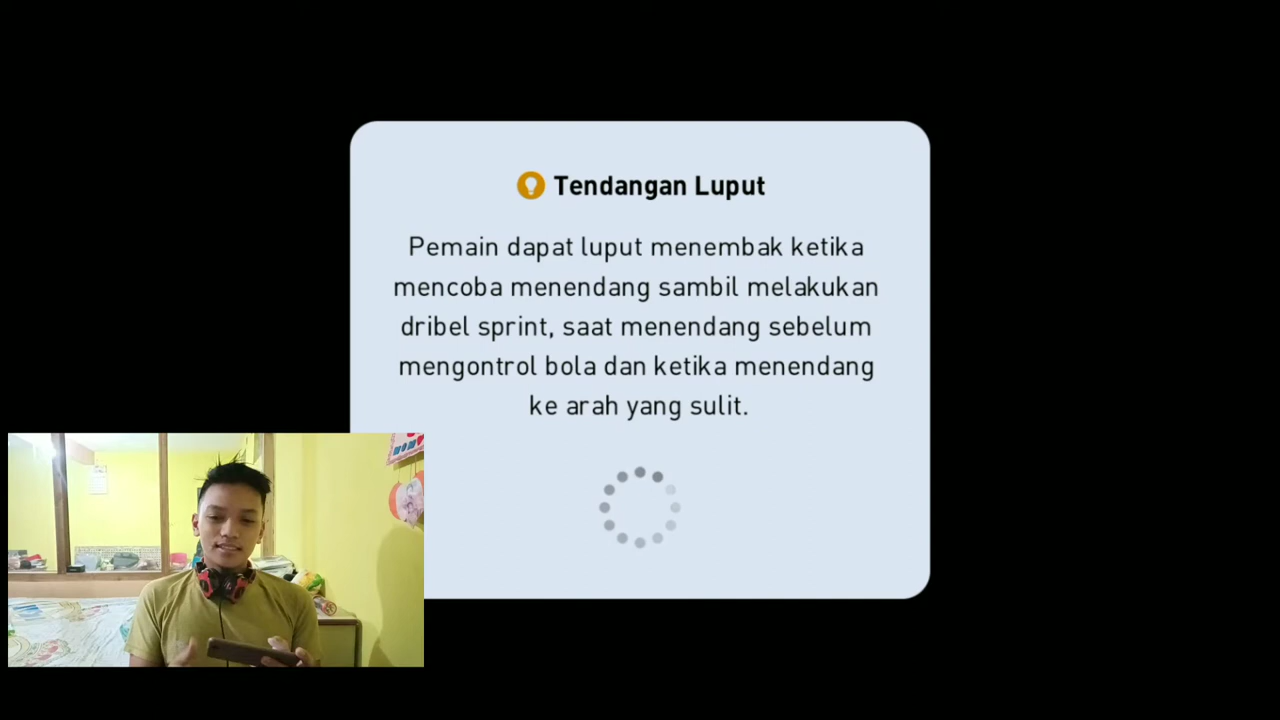 Tendangan Luput
Pemain dapat luput menembak ketika
mencoba menendang sambil melakukan
dribel sprint, saat menendang sebelum
mengontrol bola dan ketika menendang
ke arah yang sulit.